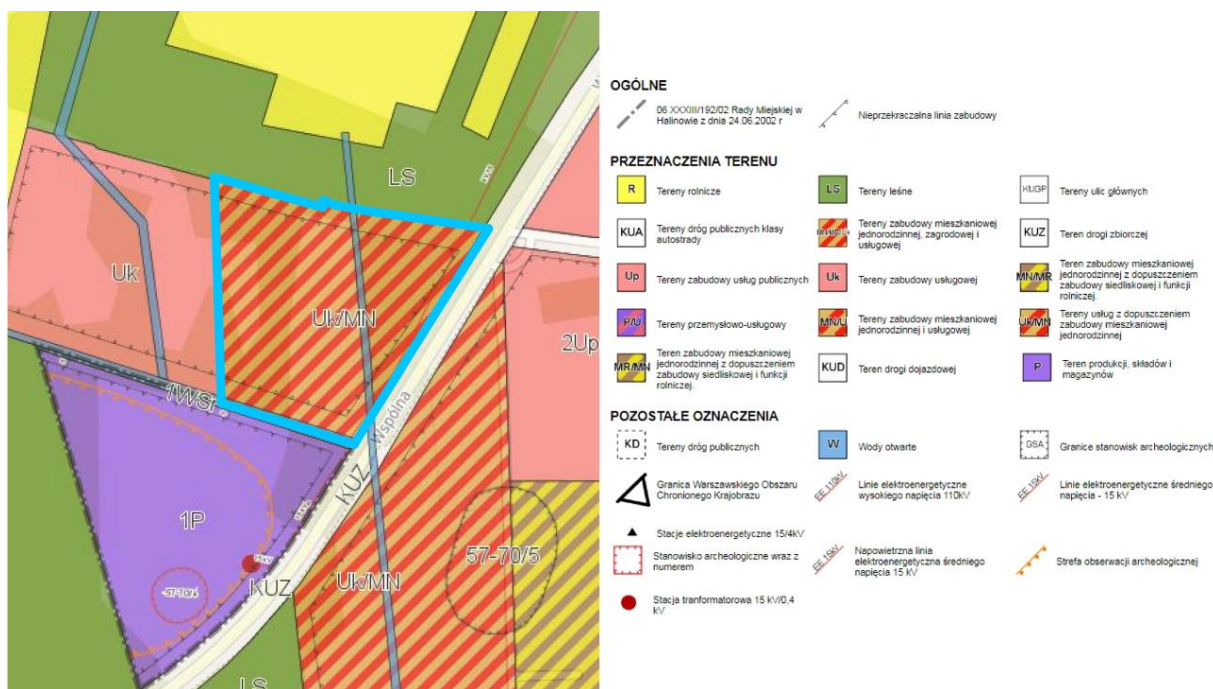 LS
Uk
Uk/MN
2Up
1WSr
Wspólna
KUZ
1P
15kV
57-70/5
-57-70/4
KUZ
Uk/MN
LS
OGÓLNE
06 XXXIII/192/02 Rady Miejskiej w
Halinowie z dnia 24.06.2002 r
Nieprzekraczalna linia zabudowy
PRZEZNACZENIA TERENU
R
Tereny rolnicze
LS
Tereny leśne
KUGP
Tereny ulic głównych
KUA
Tereny dróg publicznych klasy
autostrady
Tereny zabudowy mieszkaniowej
jednorodzinnej, zagrodowej i
usługowej
KUZ
Teren drogi zbiorczej
Up
Tereny zabudowy usług publicznych
Uk
Tereny zabudowy usługowej
MN/MR
Teren zabudowy mieszkaniowej
jednorodzinnej z dopuszczeniem
zabudowy siedliskowej i funkcji
rolniczej.
P/U
Tereny przemysłowo-usługowy
MN/U
Tereny zabudowy mieszkaniowej
jednorodzinnej i usługowej
Uk/MN
Tereny usług z dopuszczeniem
zabudowy mieszkaniowej
jednorodzinnej
MR/MN
Teren zabudowy mieszkaniowej
jednorodzinnej z dopuszczeniem
zabudowy siedliskowej i funkcji
rolniczej.
KUD
Teren drogi dojazdowej
P
Teren produkcji, składów i
magazynów
POZOSTAŁE OZNACZENIA
KD
Tereny dróg publicznych
W
Wody otwarte
GSA
Granice stanowisk archeologicznych
Granica Warszawskiego Obszaru
Chronionego Krajobrazu
EE 110kV
Linie elektroenergetyczne
wysokiego napięcia 110kV
EE 15kV
Linie elektroenergetyczne średniego
napięcia - 15 kV
Stacje elektroenergetyczne 15/4kV
Stanowisko archeologiczne wraz z
numerem
EE 15kV
Napowietrzna linia
elektroenergetyczna średniego
napięcia 15 kV
Strefa obserwacji archeologicznej
Stacja tranformatorowa 15 kV/0,4
kV